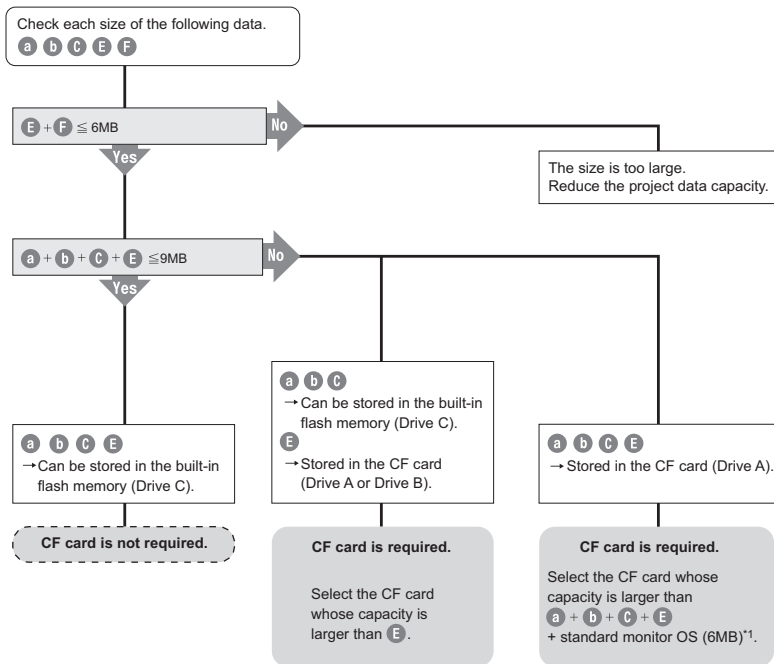 Check each size of the following data.
a b C E F
E + F ≦ 6MB
No
Yes
The size is too large.
Reduce the project data capacity.
a + b + C + E ≦9MB
No
Yes
a b C E
→ Can be stored in the built-in
flash memory (Drive C).
CF card is not required.
a b C
→ Can be stored in the built-in
flash memory (Drive C).
E
→ Stored in the CF card
(Drive A or Drive B).
CF card is required.
Select the CF card
whose capacity is
larger than E.
a b C E
→ Stored in the CF card (Drive A).
CF card is required.
Select the CF card whose
capacity is larger than
a + b + C + E
+ standard monitor OS (6MB)*1.